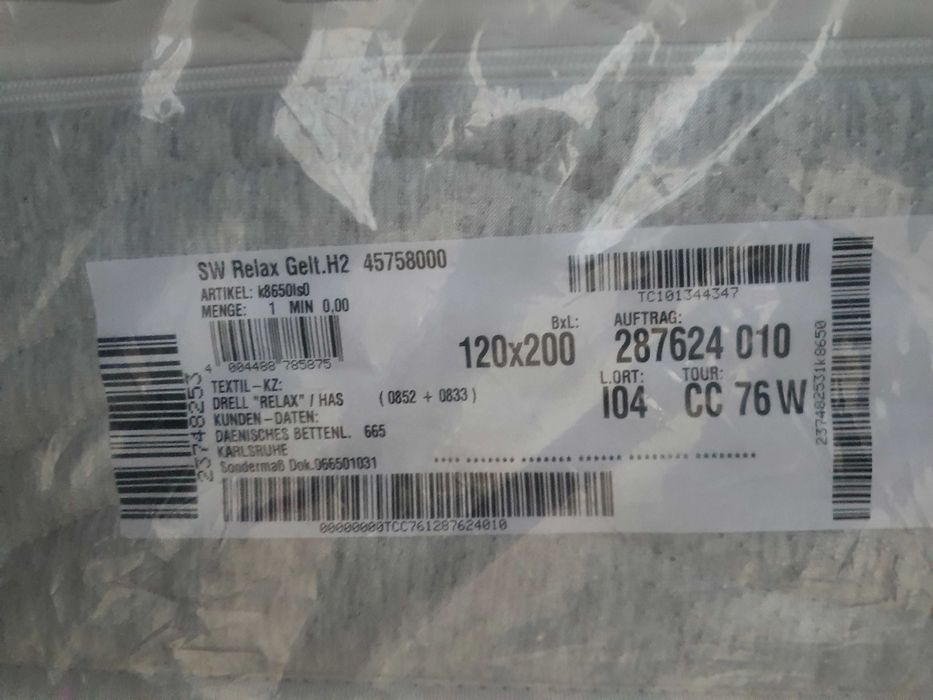 SW Relax Gelt.H2 45758000
ARTIKEL: k8650ls0
MENGE: 1 MIN 0,00
4 004488 785875
BxL:
120x200
TC101344347
AUFTRAG:
287624 010
L.ORT: TOUR:
I04 CC 76 W
TEXTIL-KZ:
DRELL "RELAX" / HAS (0852 + 0833)
KUNDEN-DATEN:
DAENISCHES BETTENL. 665
KARLSRUHE
Sondermaß Dok.066501031
00000000TCC761287624010
23748253
237482531k8650